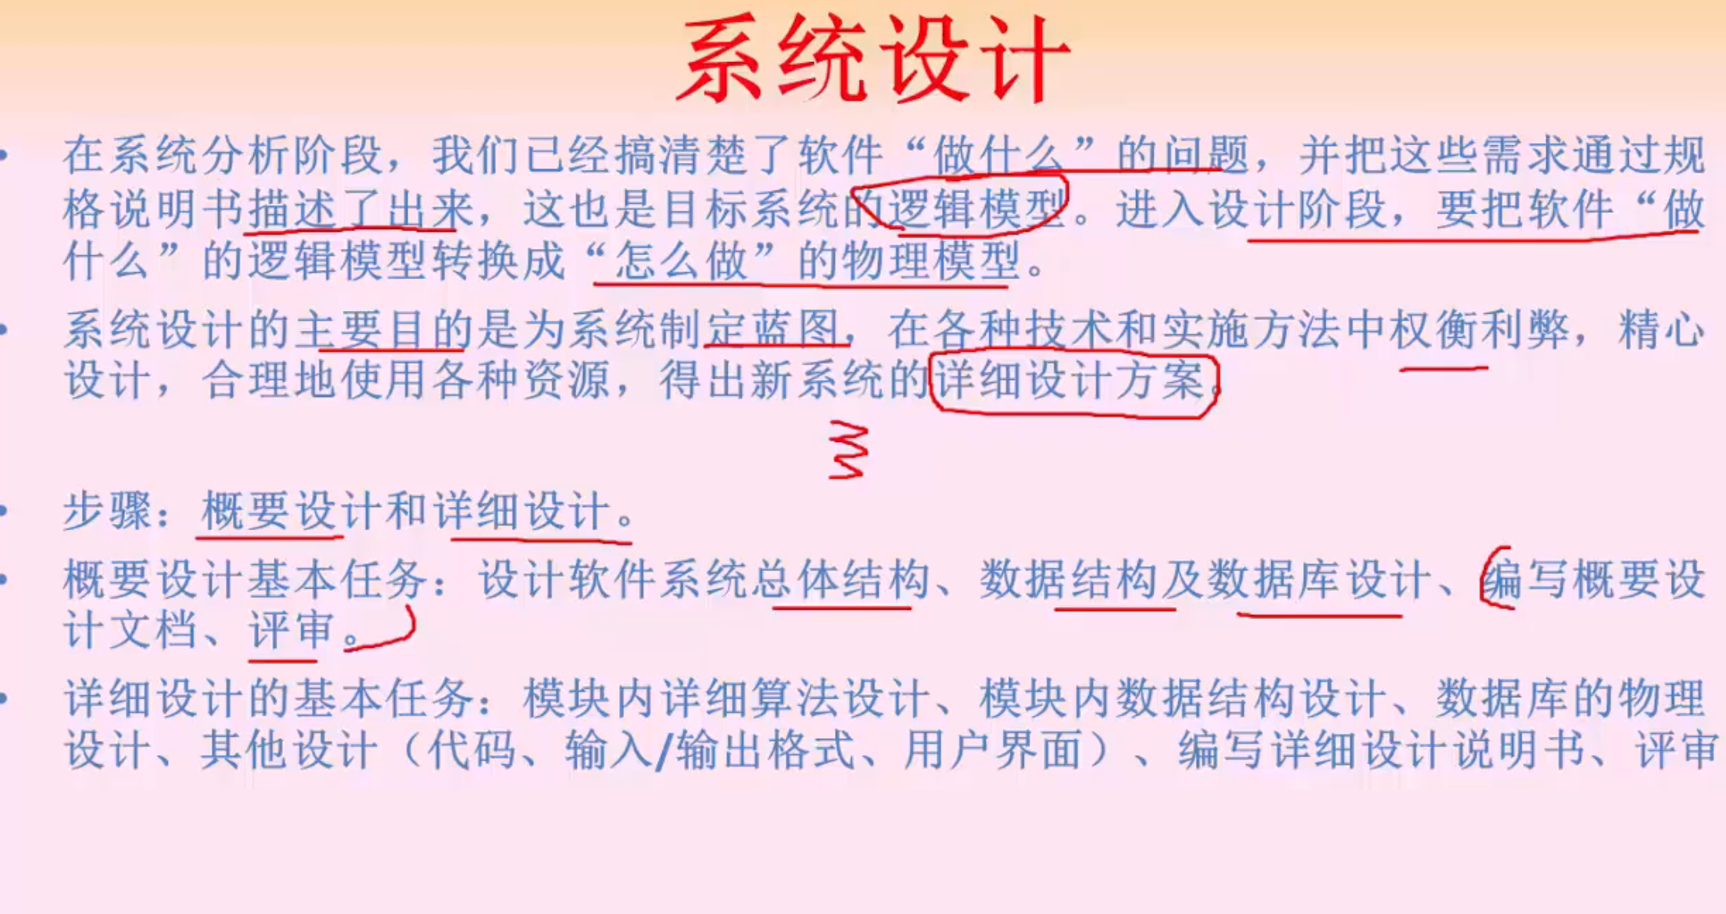 系统设计
• 在系统分析阶段，我们已经搞清楚了软件“做什么”的问题，并把这些需求通过规
格说明书描述了出来，这也是目标系统的逻辑模型。进入设计阶段，要把软件“做
什么”的逻辑模型转换成“怎么做”的物理模型。
• 系统设计的主要目的是为系统制定蓝图，在各种技术和实施方法中权衡利弊，精心
设计，合理地使用各种资源，得出新系统的详细设计方案。
• 步骤：概要设计和详细设计。
• 概要设计基本任务：设计软件系统总体结构、数据结构及数据库设计、编写概要设
计文档、评审。
• 详细设计的基本任务：模块内详细算法设计、模块内数据结构设计、数据库的物理
设计、其他设计（代码、输入/输出格式、用户界面）、编写详细设计说明书、评审